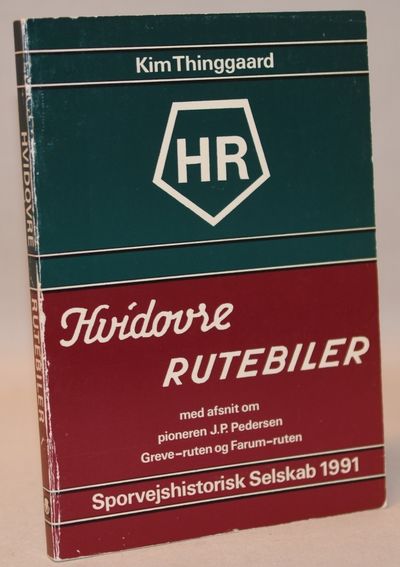 Kim Thinggaard
HR
Hvidovre
RUTEBILER
med afsnit om
pioneren J.P. Pedersen
Greve-ruten og Farum-ruten
Sporvejshistorisk Selskab 1991
HVIDOVRE RUTEBILER